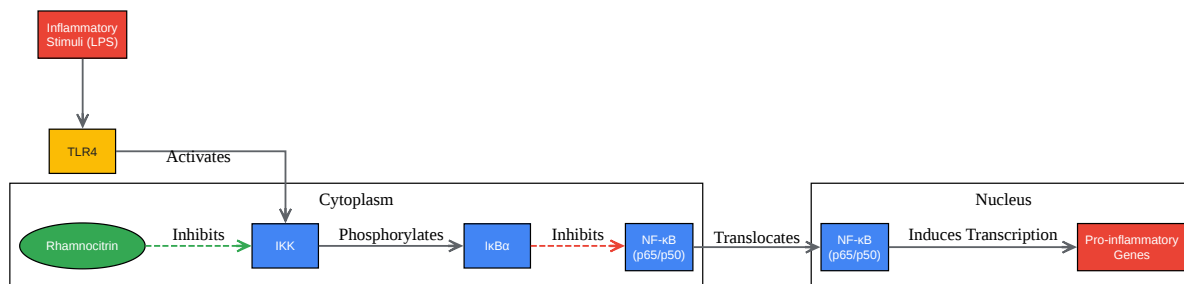 Inflammatory
Stimuli (LPS)
TLR4
Activates
Cytoplasm
Nucleus
Rhamnocitrin
Inhibits
IKK
Phosphorylates
IκBα
Inhibits
NF-κB
(p65/p50)
Translocates
NF-κB
(p65/p50)
Induces Transcription
Pro-inflammatory
Genes